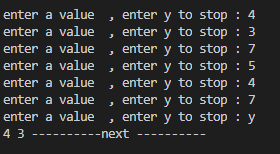 enter a value  , enter y to stop : 4
enter a value  , enter y to stop : 3
enter a value  , enter y to stop : 7
enter a value  , enter y to stop : 5
enter a value  , enter y to stop : 4
enter a value  , enter y to stop : 7
enter a value  , enter y to stop : y
4 3 ----------next ----------